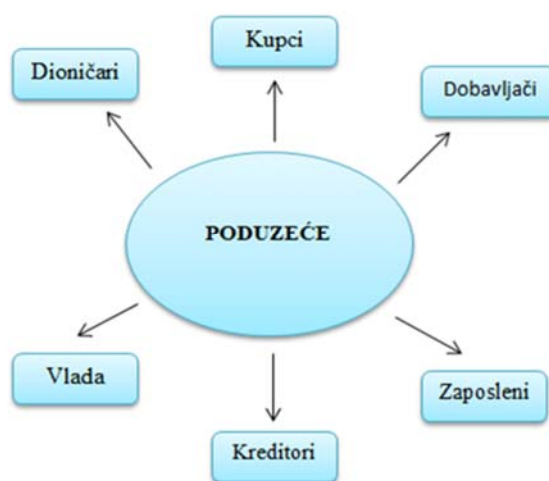 Kupci
Dioničari
Dobavljači
PODUZEĆE
Vlada
Zaposleni
Kreditori